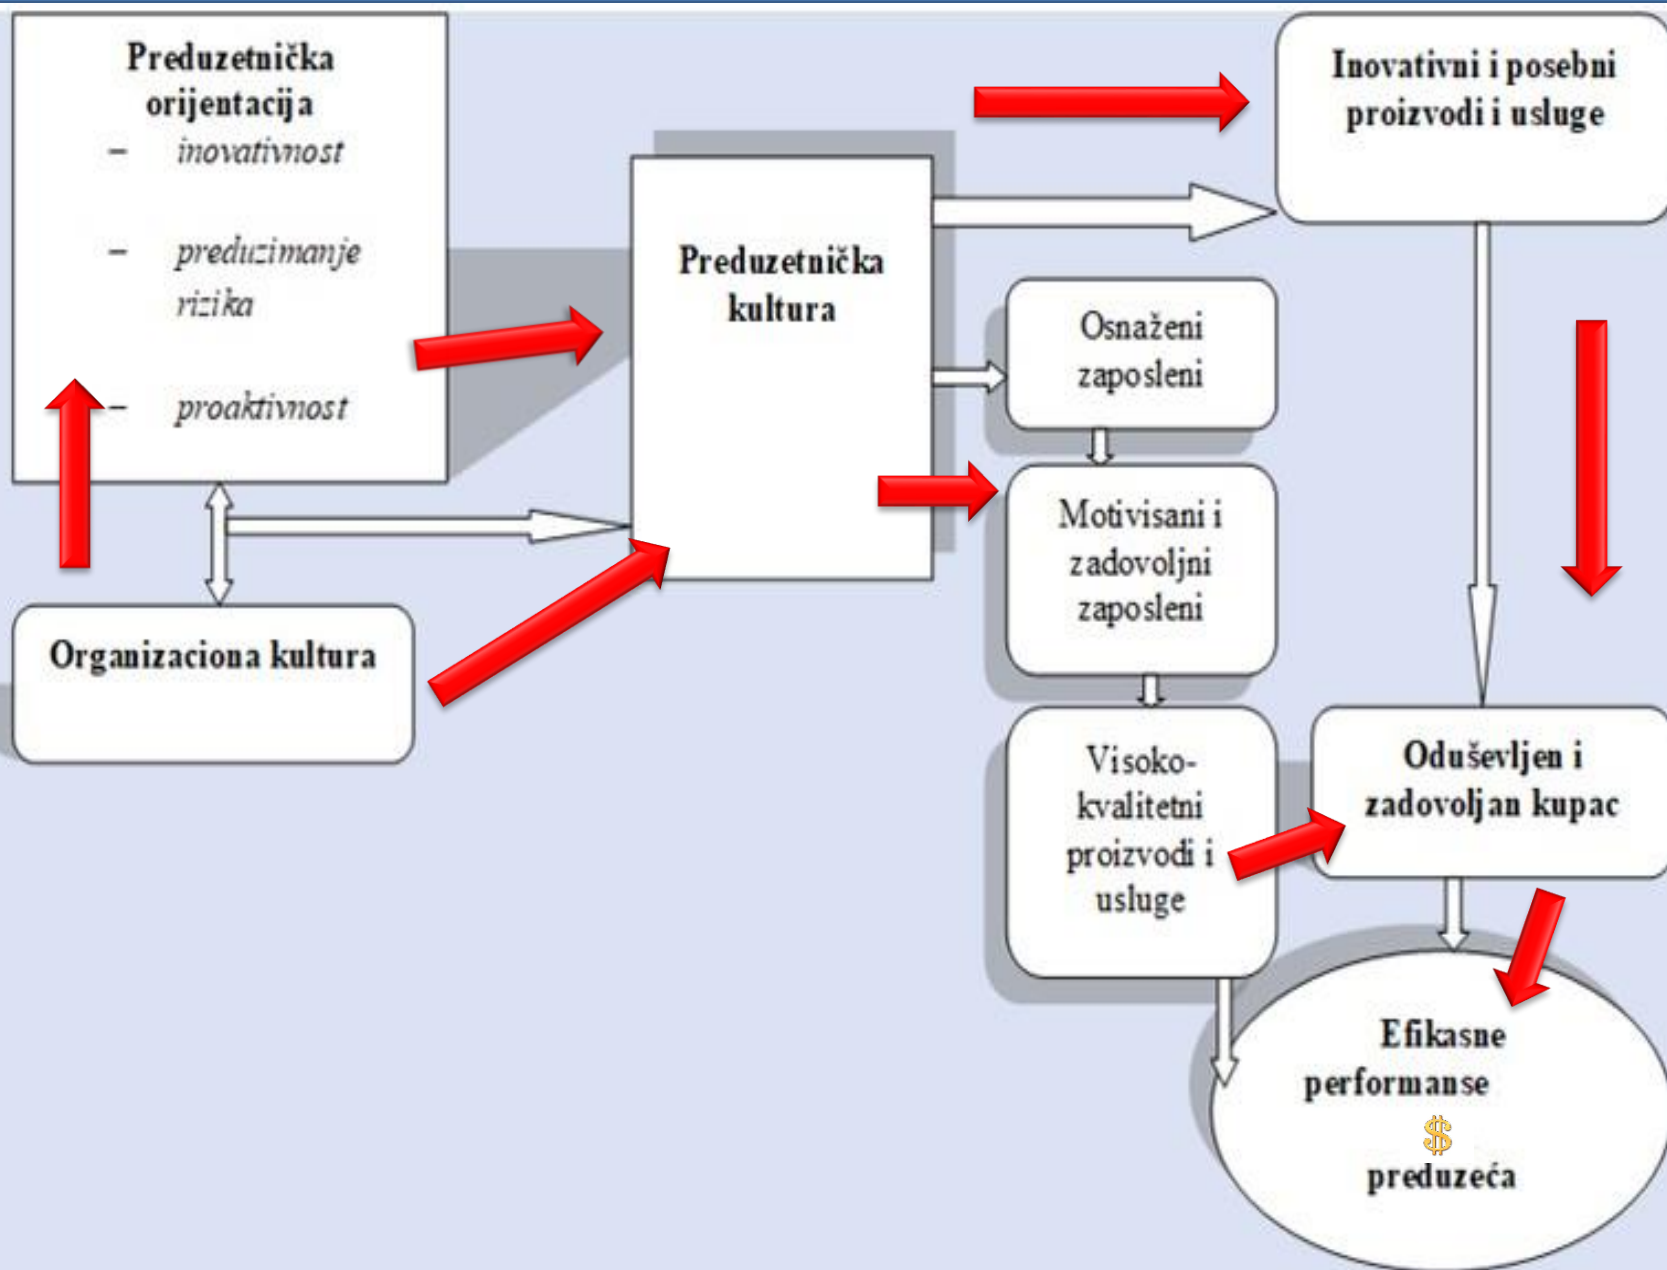 Preduzetnička
orijentacija
– inovativnost
– preduzimanje
rizika
– proaktivnost
Organizaciona kultura
Preduzetnička
kultura
Inovativni i posebni
proizvodi i usluge
Osnaženi
zaposleni
Motivisani i
zadovoljni
zaposleni
Visoko-
kvalitetni
proizvodi i
usluge
Oduševljen i
zadovoljan kupac
Efikasne
performanse
$
preduzeća